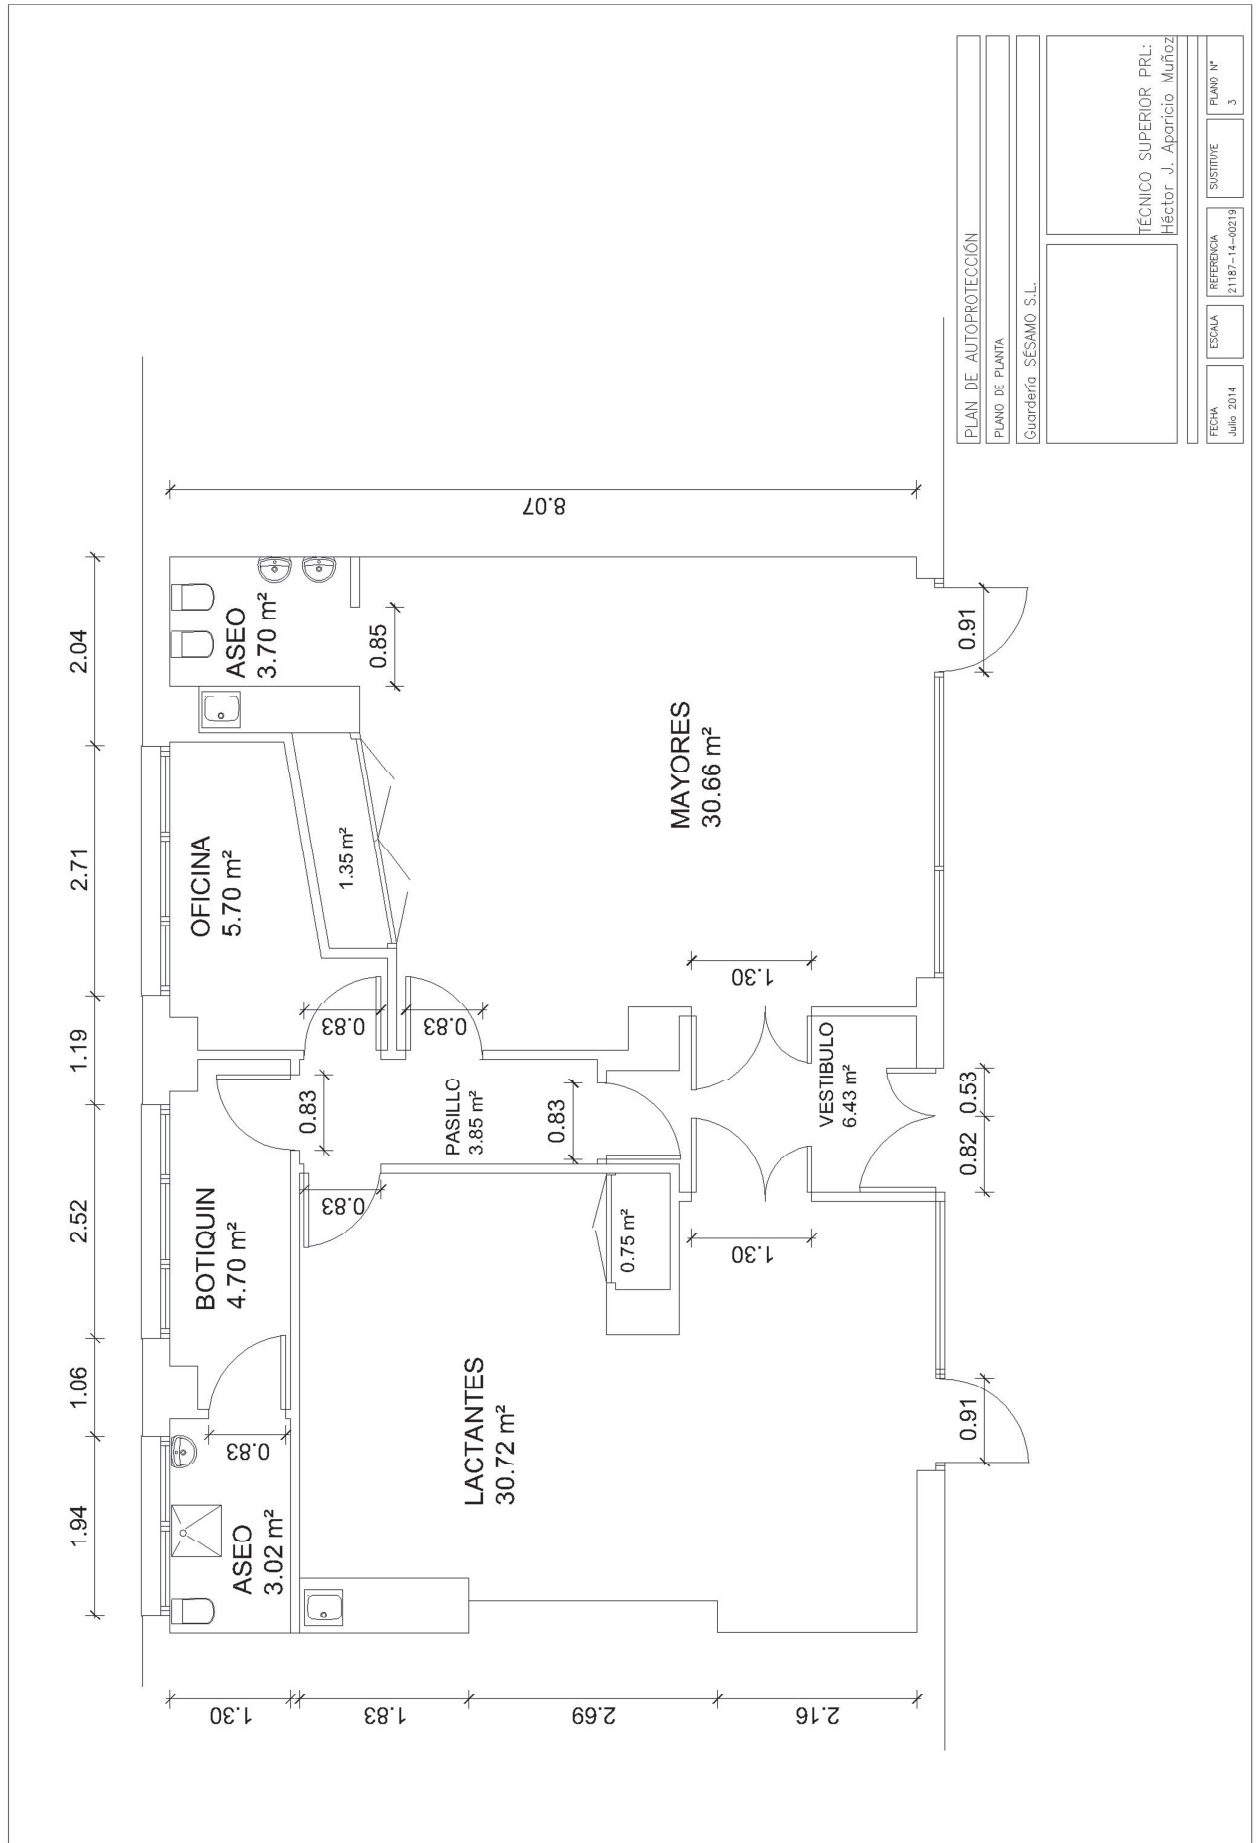 1.94
1.06
2.52
1.19
2.71
2.04
1.30
1.83
2.69
2.16
8.07
ASEO
3.02 m²
0.83
BOTIQUIN
4.70 m²
0.83
OFICINA
5.70 m²
ASEO
3.70 m²
0.83
0.83
0.83
1.35 m²
0.85
LACTANTES
30.72 m²
PASILLO
3.85 m²
0.83
0.75 m²
MAYORES
30.66 m²
1.30
1.30
VESTIBULO
6.43 m²
0.91
0.82
0.53
0.91
PLAN DE AUTOPROTECCIÓN
PLANO DE PLANTA
Guardería SÉSAMO S.L.
TÉCNICO SUPERIOR PRL:
Héctor J. Aparicio Muñoz
FECHA
Julio 2014
ESCALA
REFERENCIA
21187-14-00219
SUSTITUYE
PLANO Nº
3